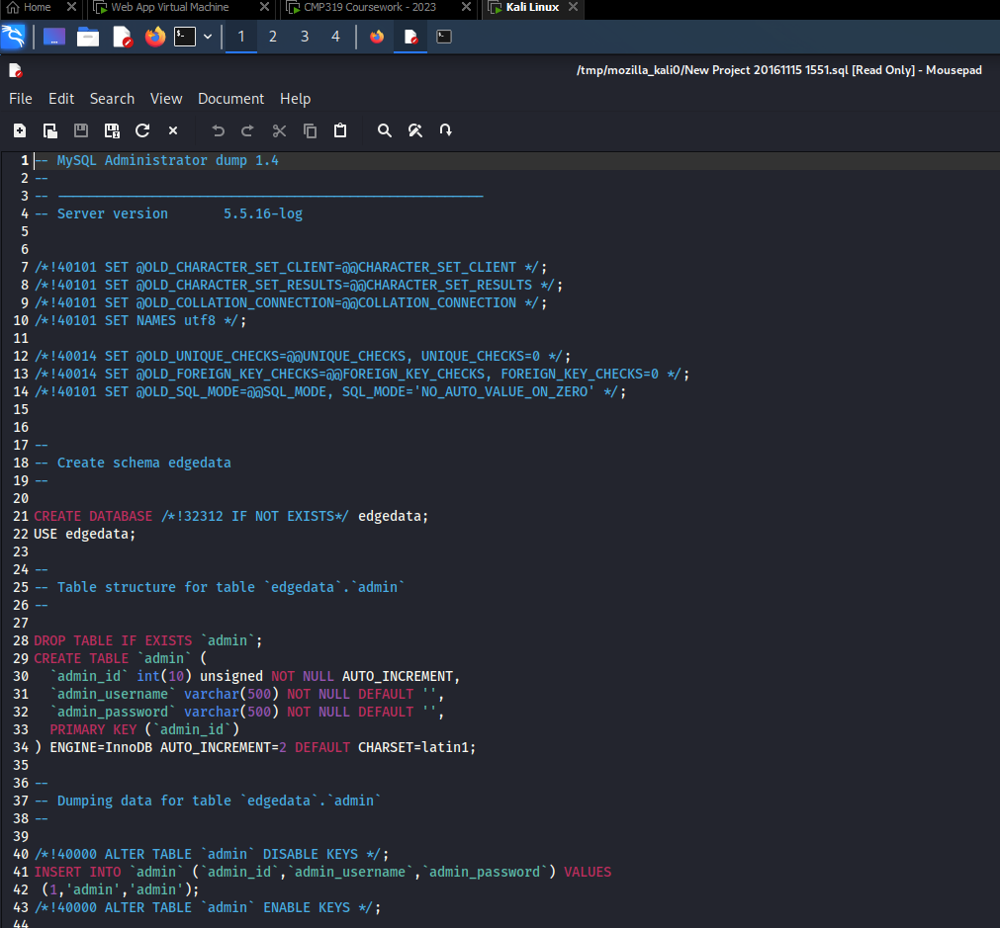 Home Web App Virtual Machine CMP319 Coursework - 2023 Kali Linux
1 2 3 4
/tmp/mozilla_kali0/New Project 20161115 1551.sql [Read Only] - Mousepad
File Edit Search View Document Help
1 -- MySQL Administrator dump 1.4
2 --
3 -- ------------------------------------------------------
4 -- Server version       5.5.16-log
5
6
7 /*!40101 SET @OLD_CHARACTER_SET_CLIENT=@@CHARACTER_SET_CLIENT */;
8 /*!40101 SET @OLD_CHARACTER_SET_RESULTS=@@CHARACTER_SET_RESULTS */;
9 /*!40101 SET @OLD_COLLATION_CONNECTION=@@COLLATION_CONNECTION */;
10 /*!40101 SET NAMES utf8 */;
11
12 /*!40014 SET @OLD_UNIQUE_CHECKS=@@UNIQUE_CHECKS, UNIQUE_CHECKS=0 */;
13 /*!40014 SET @OLD_FOREIGN_KEY_CHECKS=@@FOREIGN_KEY_CHECKS, FOREIGN_KEY_CHECKS=0 */;
14 /*!40101 SET @OLD_SQL_MODE=@@SQL_MODE, SQL_MODE='NO_AUTO_VALUE_ON_ZERO' */;
15
16
17 --
18 -- Create schema edgedata
19 --
20
21 CREATE DATABASE /*!32312 IF NOT EXISTS*/ edgedata;
22 USE edgedata;
23
24 --
25 -- Table structure for table `edgedata`.`admin`
26 --
27
28 DROP TABLE IF EXISTS `admin`;
29 CREATE TABLE `admin` (
30   `admin_id` int(10) unsigned NOT NULL AUTO_INCREMENT,
31   `admin_username` varchar(500) NOT NULL DEFAULT '',
32   `admin_password` varchar(500) NOT NULL DEFAULT '',
33   PRIMARY KEY (`admin_id`)
34 ) ENGINE=InnoDB AUTO_INCREMENT=2 DEFAULT CHARSET=latin1;
35
36 --
37 -- Dumping data for table `edgedata`.`admin`
38 --
39
40 /*!40000 ALTER TABLE `admin` DISABLE KEYS */;
41 INSERT INTO `admin` (`admin_id`,`admin_username`,`admin_password`) VALUES
42  (1,'admin','admin');
43 /*!40000 ALTER TABLE `admin` ENABLE KEYS */;
44